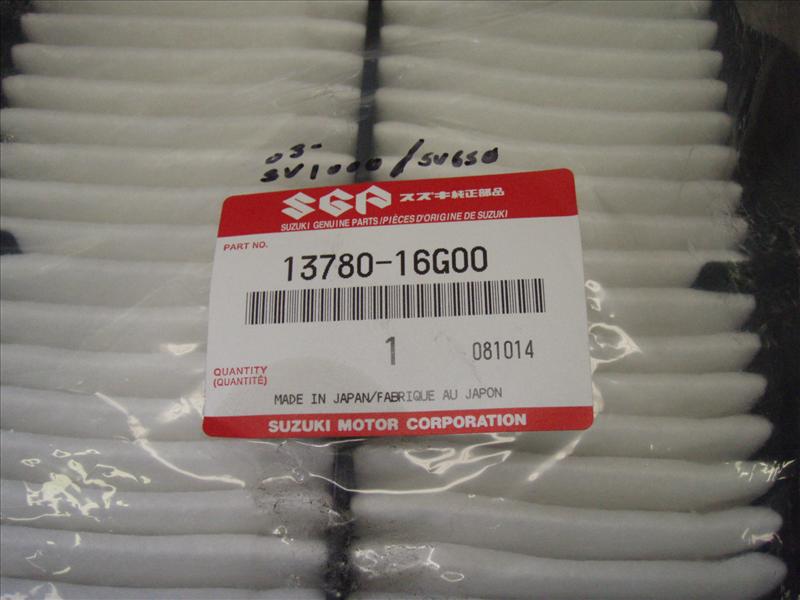 03-
SV1000/SV650
SGP スズキ純正部品
SUZUKI GENUINE PARTS/PIÈCES D'ORIGINE DE SUZUKI
PART NO.
13780-16G00
1 081014
QUANTITY
(QUANTITÉ)
MADE IN JAPAN/FABRIQUE AU JAPON
SUZUKI MOTOR CORPORATION